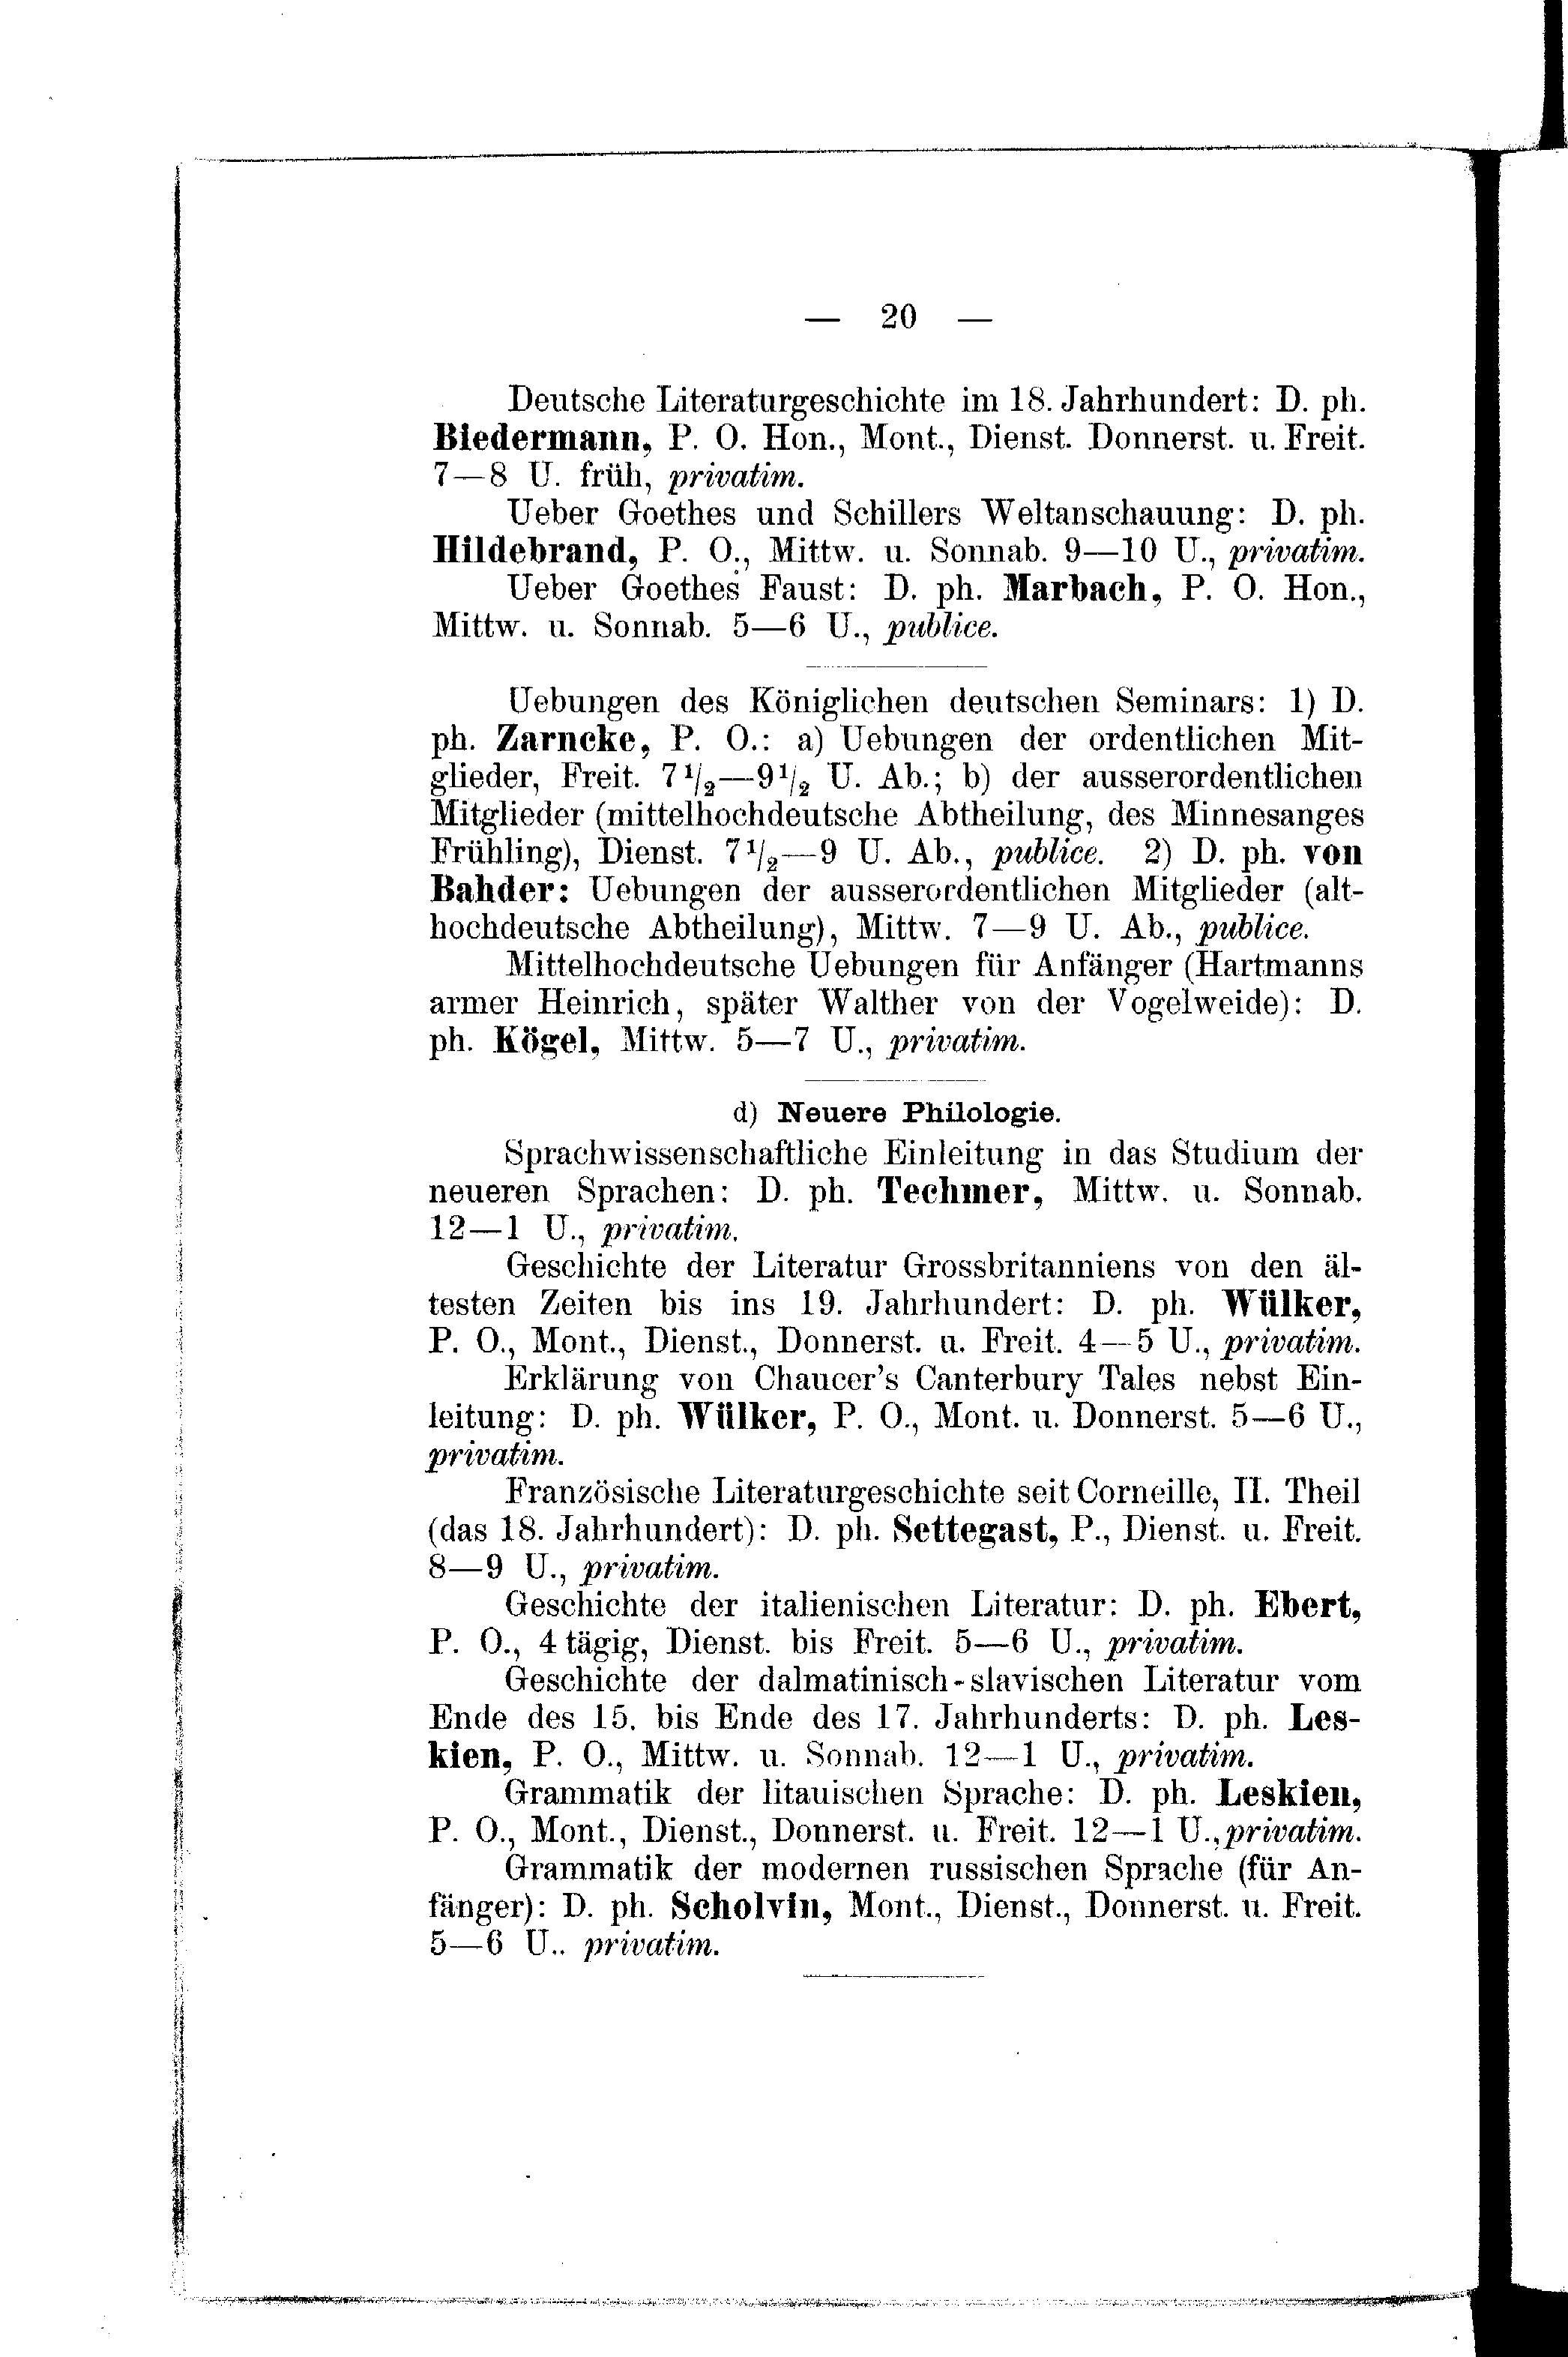 — 20 —
Deutsche Literaturgeschichte im 18. Jahrhundert: D. ph.
Biedermann, P. O. Hon., Mont., Dienst. Donnerst. u. Freit.
7—8 U. früh, privatim.
Ueber Goethes und Schillers Weltanschauung: D. ph.
Hildebrand, P. O., Mittw. u. Sonnab. 9—10 U., privatim.
Ueber Goethes Faust: D. ph. Marbach, P. O. Hon.,
Mittw. u. Sonnab. 5—6 U., publice.
Uebungen des Königlichen deutschen Seminars: 1) D.
ph. Zarncke, P. O.: a) Uebungen der ordentlichen Mit-
glieder, Freit. 7 1/2—9 1/2 U. Ab.; b) der ausserordentlichen
Mitglieder (mittelhochdeutsche Abtheilung, des Minnesanges
Frühling), Dienst. 7 1/2—9 U. Ab., publice. 2) D. ph. von
Bahder: Uebungen der ausserordentlichen Mitglieder (alt-
hochdeutsche Abtheilung), Mittw. 7—9 U. Ab., publice.
Mittelhochdeutsche Uebungen für Anfänger (Hartmanns
armer Heinrich, später Walther von der Vogelweide): D.
ph. Kögel, Mittw. 5—7 U., privatim.
d) Neuere Philologie.
Sprachwissenschaftliche Einleitung in das Studium der
neueren Sprachen: D. ph. Techmer, Mittw. u. Sonnab.
12—1 U., privatim.
Geschichte der Literatur Grossbritanniens von den äl-
testen Zeiten bis ins 19. Jahrhundert: D. ph. Wülker,
P. O., Mont., Dienst., Donnerst. u. Freit. 4—5 U., privatim.
Erklärung von Chaucer's Canterbury Tales nebst Ein-
leitung: D. ph. Wülker, P. O., Mont. u. Donnerst. 5—6 U.,
privatim.
Französische Literaturgeschichte seit Corneille, II. Theil
(das 18. Jahrhundert): D. ph. Settegast, P., Dienst. u. Freit.
8—9 U., privatim.
Geschichte der italienischen Literatur: D. ph. Ebert,
P. O., 4 tägig, Dienst. bis Freit. 5—6 U., privatim.
Geschichte der dalmatinisch-slavischen Literatur vom
Ende des 15. bis Ende des 17. Jahrhunderts: D. ph. Les-
kien, P. O., Mittw. u. Sonnab. 12—1 U., privatim.
Grammatik der litauischen Sprache: D. ph. Leskien,
P. O., Mont., Dienst., Donnerst. u. Freit. 12—1 U., privatim.
Grammatik der modernen russischen Sprache (für An-
fänger): D. ph. Scholvin, Mont., Dienst., Donnerst. u. Freit.
5—6 U.. privatim.